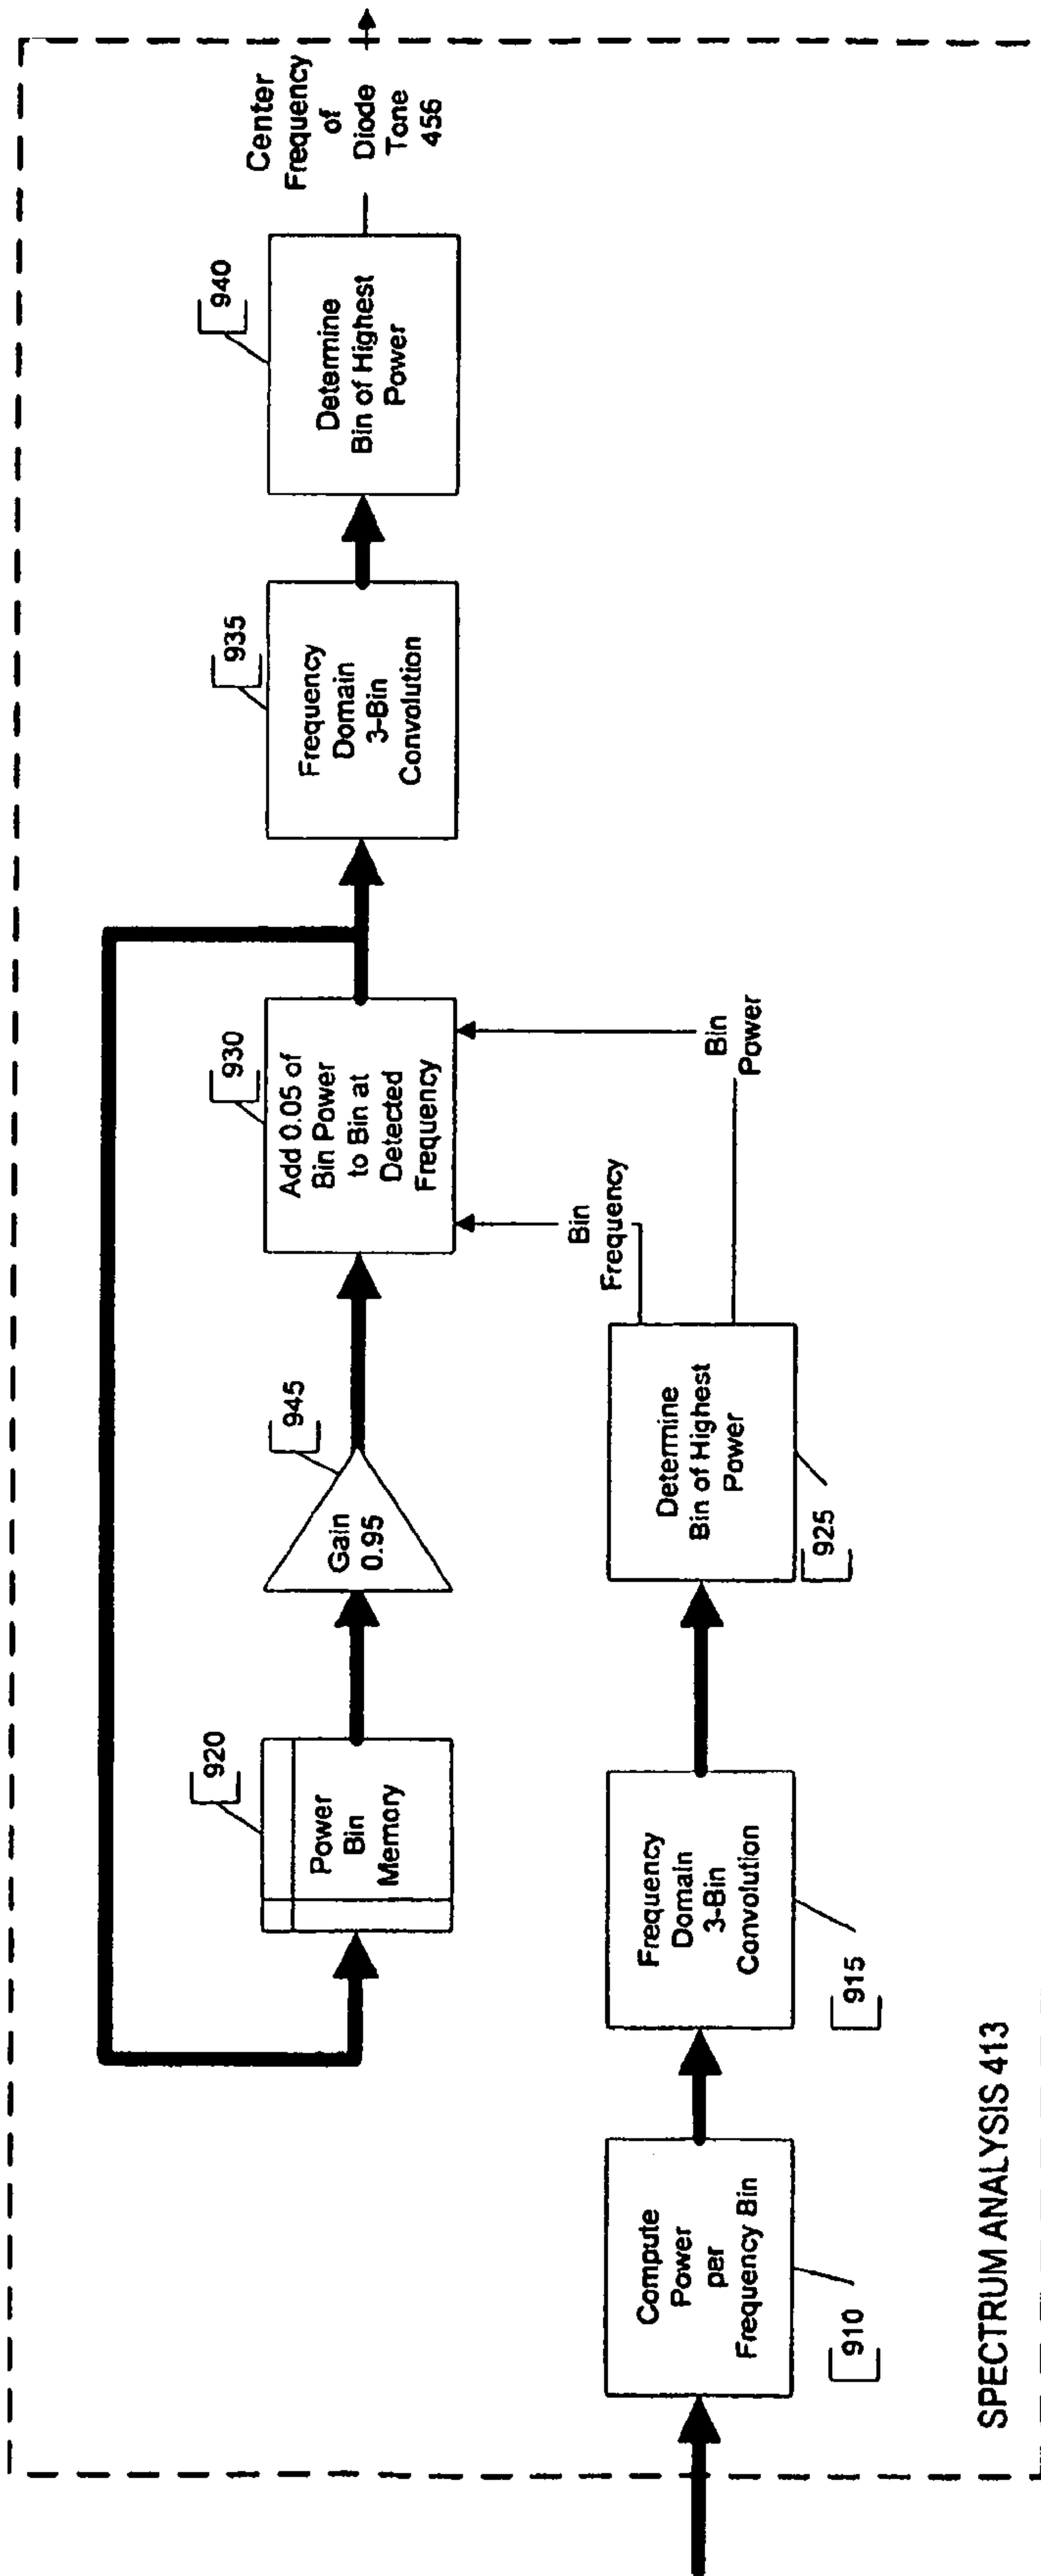 920
Power
Bin
Memory
Gain
0.95
945
Add 0.05 of
Bin Power
to Bin at
Detected
Frequency
930
Frequency
Domain
3-Bin
Convolution
935
Determine
Bin of Highest
Power
940
Center
Frequency
of
Diode
Tone
456
Compute
Power
per
Frequency Bin
910
Frequency
Domain
3-Bin
Convolution
915
Determine
Bin of Highest
Power
925
Bin
Frequency
Bin
Power
SPECTRUM ANALYSIS 413